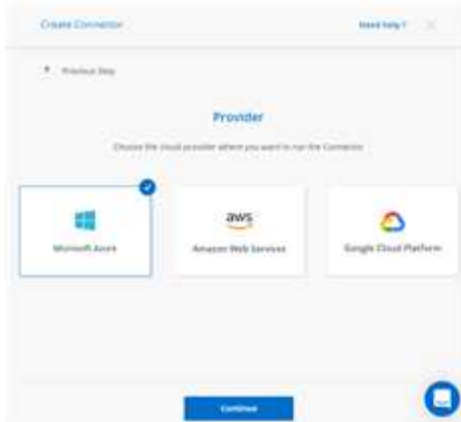 Create Connector
Need help?
Previous Step
Provider
Choose the cloud provider where you want to run the Connector
aws
Microsoft Azure
Amazon Web Services
Google Cloud Platform
Continue